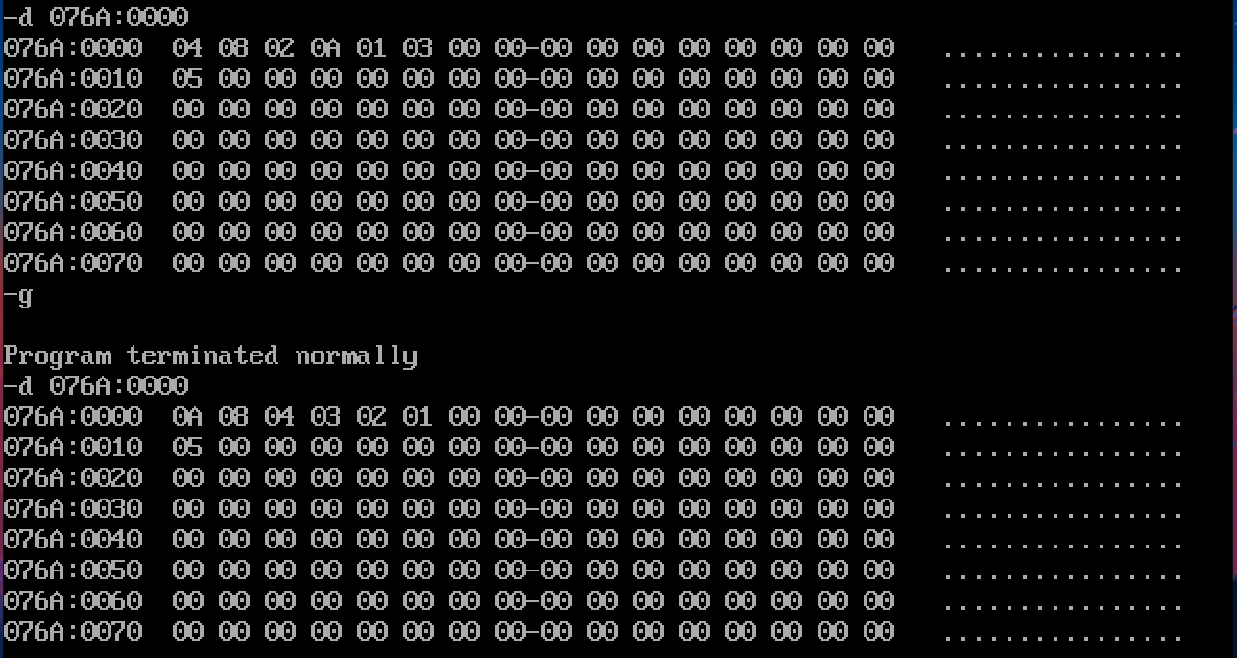 -d 076A:0000
076A:0000  04 08 02 0A 01 03 00 00-00 00 00 00 00 00 00 00   ................
076A:0010  05 00 00 00 00 00 00 00-00 00 00 00 00 00 00 00   ................
076A:0020  00 00 00 00 00 00 00 00-00 00 00 00 00 00 00 00   ................
076A:0030  00 00 00 00 00 00 00 00-00 00 00 00 00 00 00 00   ................
076A:0040  00 00 00 00 00 00 00 00-00 00 00 00 00 00 00 00   ................
076A:0050  00 00 00 00 00 00 00 00-00 00 00 00 00 00 00 00   ................
076A:0060  00 00 00 00 00 00 00 00-00 00 00 00 00 00 00 00   ................
076A:0070  00 00 00 00 00 00 00 00-00 00 00 00 00 00 00 00   ................
-g
Program terminated normally
-d 076A:0000
076A:0000  0A 08 04 03 02 01 00 00-00 00 00 00 00 00 00 00   ................
076A:0010  05 00 00 00 00 00 00 00-00 00 00 00 00 00 00 00   ................
076A:0020  00 00 00 00 00 00 00 00-00 00 00 00 00 00 00 00   ................
076A:0030  00 00 00 00 00 00 00 00-00 00 00 00 00 00 00 00   ................
076A:0040  00 00 00 00 00 00 00 00-00 00 00 00 00 00 00 00   ................
076A:0050  00 00 00 00 00 00 00 00-00 00 00 00 00 00 00 00   ................
076A:0060  00 00 00 00 00 00 00 00-00 00 00 00 00 00 00 00   ................
076A:0070  00 00 00 00 00 00 00 00-00 00 00 00 00 00 00 00   ................